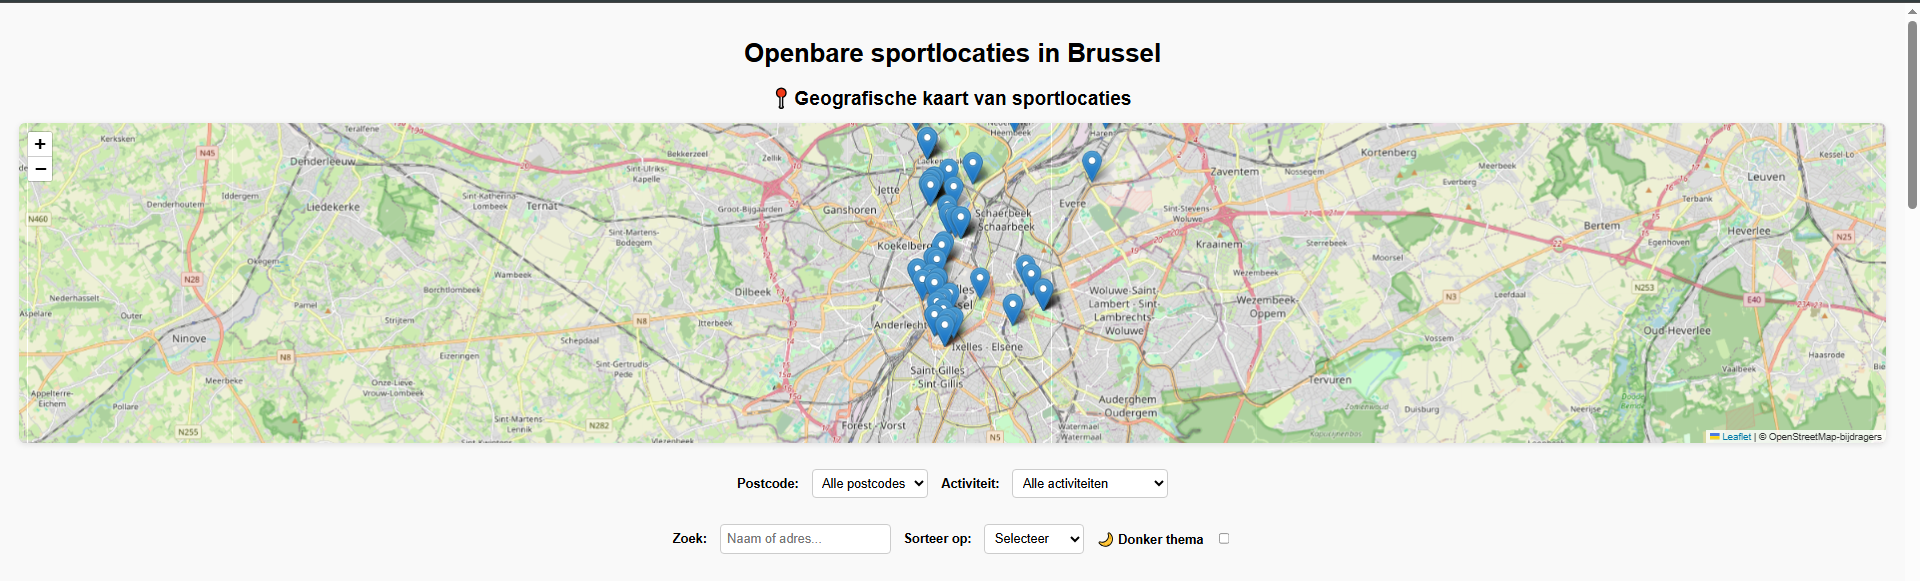 Openbare sportlocaties in Brussel
📍 Geografische kaart van sportlocaties
+
−
Kerksken
Teralfene
Denderleeuw
Bekkerzeel
Zellik
Heembeek
Haren
Kortenberg
Meerbeek
Kessel-Lo
N45
Sint-Ulriks-
Kapelle
Jette
Zaventem
Nossegem
Everberg
Leuven
Iddergem
Denderhoutem
Liedekerke
Sint-Katherina-
Lombeek
Ternat
Groot-Bijgaarden
Ganshoren
Schaerbeek
Schaarbeek
Evere
Sint-Stevens-
Woluwe
Terbank
N460
Sint-Martens-
Bodegem
Koekelberg
Kraainem
Sterrebeek
Bertem
Egenhoven
Heverlee
N25
Okegem
N28
Wambeek
Wezembeek
Moorsel
Borchtlombeek
Dilbeek
Woluwe-Saint-
Lambert - Sint-
Lambrechts-
Woluwe
Wezembeek-
Oppem
Leefdaal
N3
N253
E40
Nederhasselt
Pamel
Aspelare
Outer
Strijtem
N8
Itterbeek
Anderlecht
Ninove
Schepdaal
Ixelles - Elsene
Vossem
Oud-Heverlee
N8
Eizeringen
Sint-Gertrudis-
Pede
Saint-Gilles
- Sint-Gillis
Haasrode
Meerbeke
Onze-Lieve-
Vrouw-Lombeek
Tervuren
Vaalbeek
Appelterre-
Eichem
Pollare
Auderghem
Oudergem
Duisburg
Neerijse
N255
Sint-Martens
Lennik
N282
Vlezenbeek
Forest - Vorst
N5
Watermael
Watermaal
Kapucijnenbos
Leaflet | © OpenStreetMap-bijdragers
Postcode: Alle postcodes Activiteit: Alle activiteiten
Zoek: Naam of adres... Sorteer op: Selecteer 🌙 Donker thema